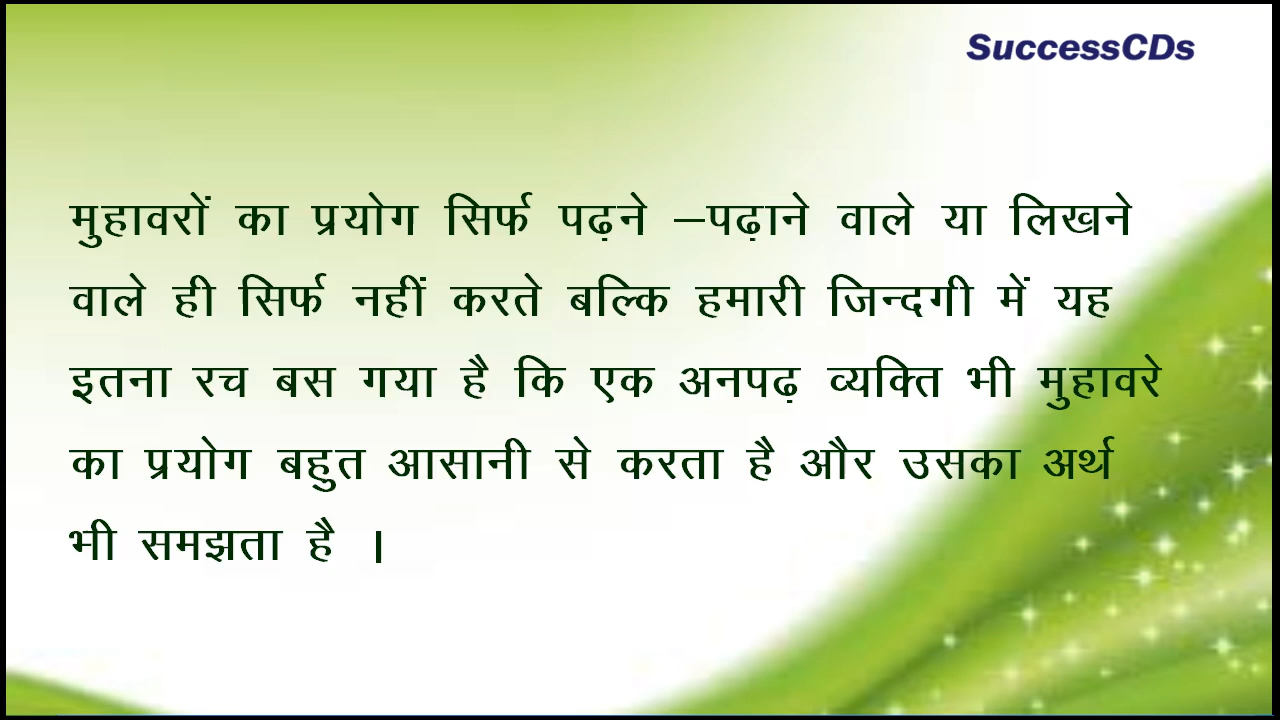 SuccessCDs
मुहावरों का प्रयोग सिर्फ पढ़ने –पढ़ाने वाले या लिखने
वाले ही सिर्फ नहीं करते बल्कि हमारी जिन्दगी में यह
इतना रच बस गया है कि एक अनपढ़ व्यक्ति भी मुहावरे
का प्रयोग बहुत आसानी से करता है और उसका अर्थ
भी समझता है ।